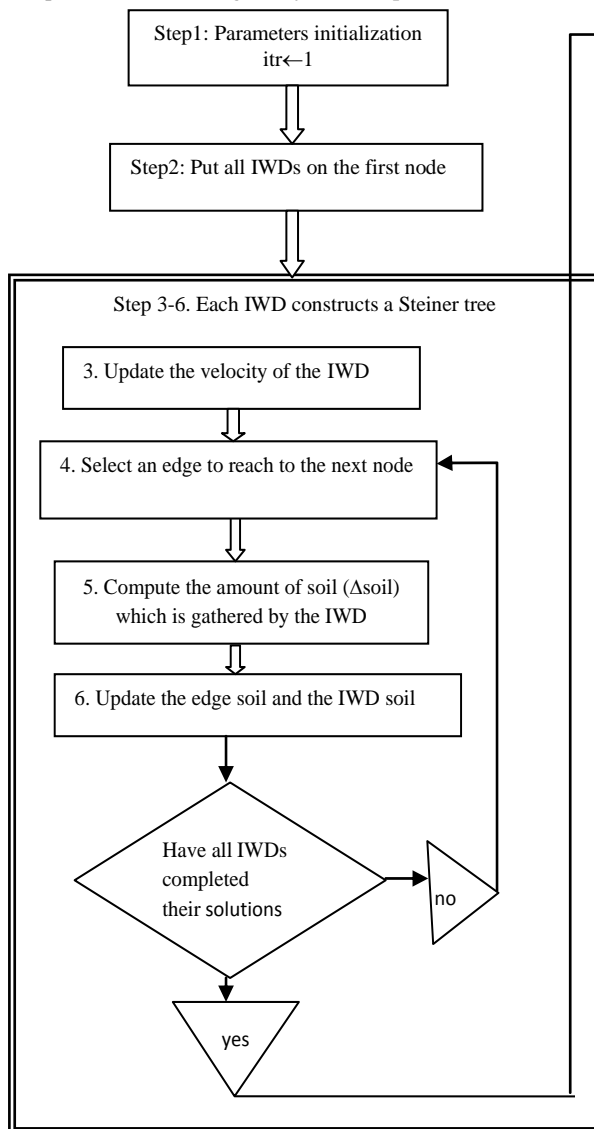 Step1: Parameters initialization
itr←1
Step2: Put all IWDs on the first node
Step 3-6. Each IWD constructs a Steiner tree
3. Update the velocity of the IWD
4. Select an edge to reach to the next node
5. Compute the amount of soil (Δsoil)
which is gathered by the IWD
6. Update the edge soil and the IWD soil
Have all IWDs
completed
their solutions
no
yes